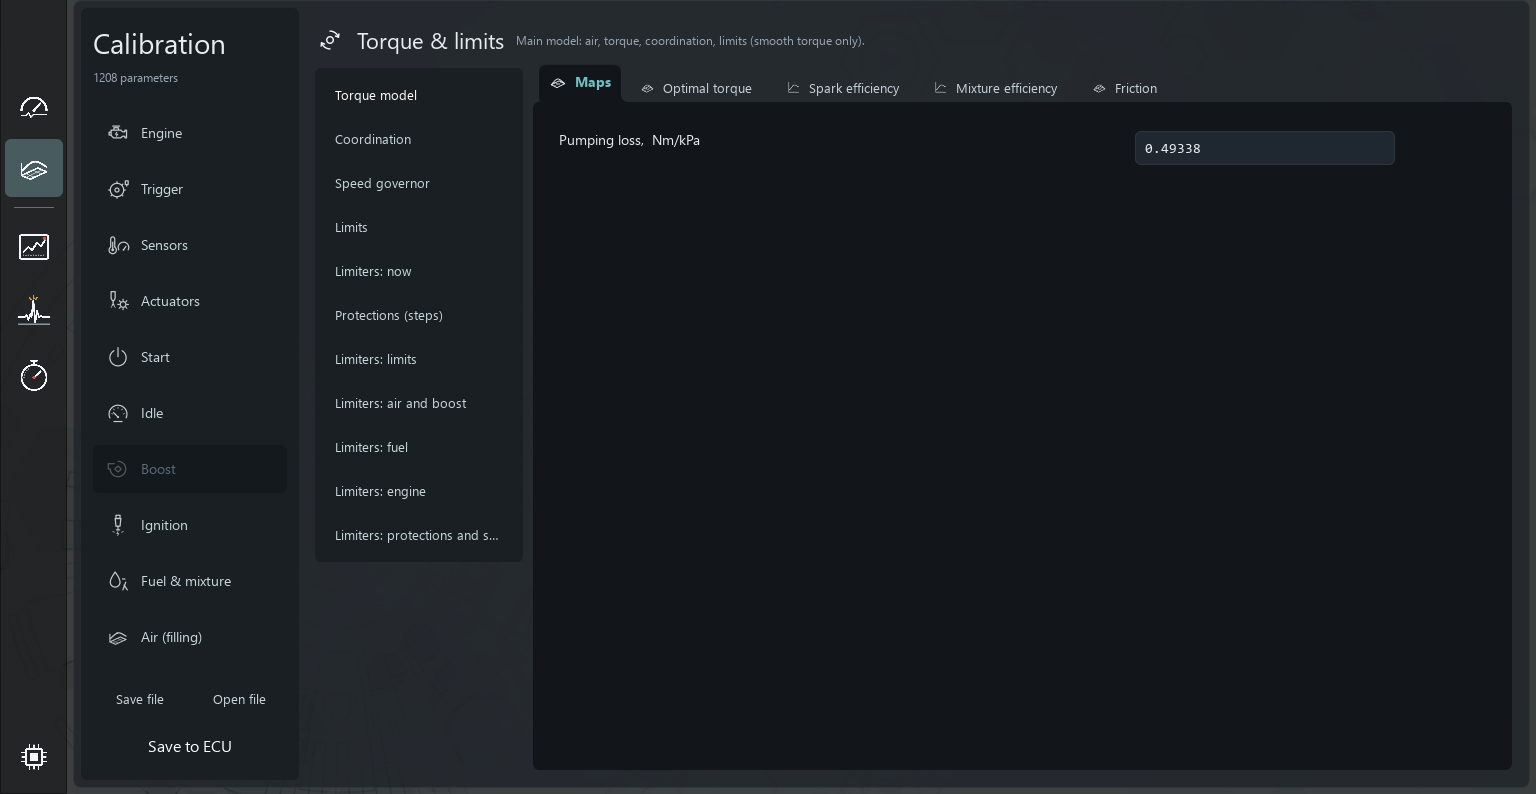 Calibration
1208 parameters
Engine
Trigger
Sensors
Actuators
Start
Idle
Boost
Ignition
Fuel & mixture
Air (filling)
Save file
Open file
Save to ECU
Torque & limits
Main model: air, torque, coordination, limits (smooth torque only).
Torque model
Coordination
Speed governor
Limits
Limiters: now
Protections (steps)
Limiters: limits
Limiters: air and boost
Limiters: fuel
Limiters: engine
Limiters: protections and s...
Maps
Optimal torque
Spark efficiency
Mixture efficiency
Friction
Pumping loss, Nm/kPa
0.49338